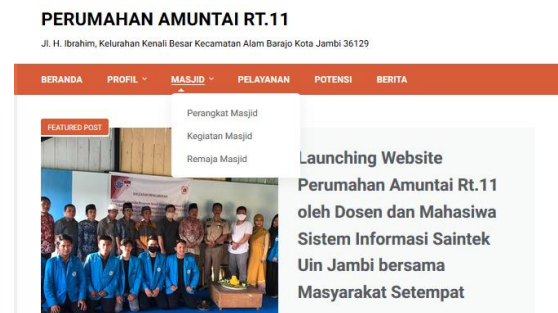 PERUMAHAN AMUNTAI RT.11
Jl. H. Ibrahim, Kelurahan Kenali Besar Kecamatan Alam Barajo Kota Jambi 36129
BERANDA PROFIL MASJID PELAYANAN POTENSI BERITA
Perangkat Masjid
Kegiatan Masjid
Remaja Masjid
FEATURED POST
Launching Website
Perumahan Amuntai Rt.11
oleh Dosen dan Mahasiwa
Sistem Informasi Saintek
Uin Jambi bersama
Masyarakat Setempat